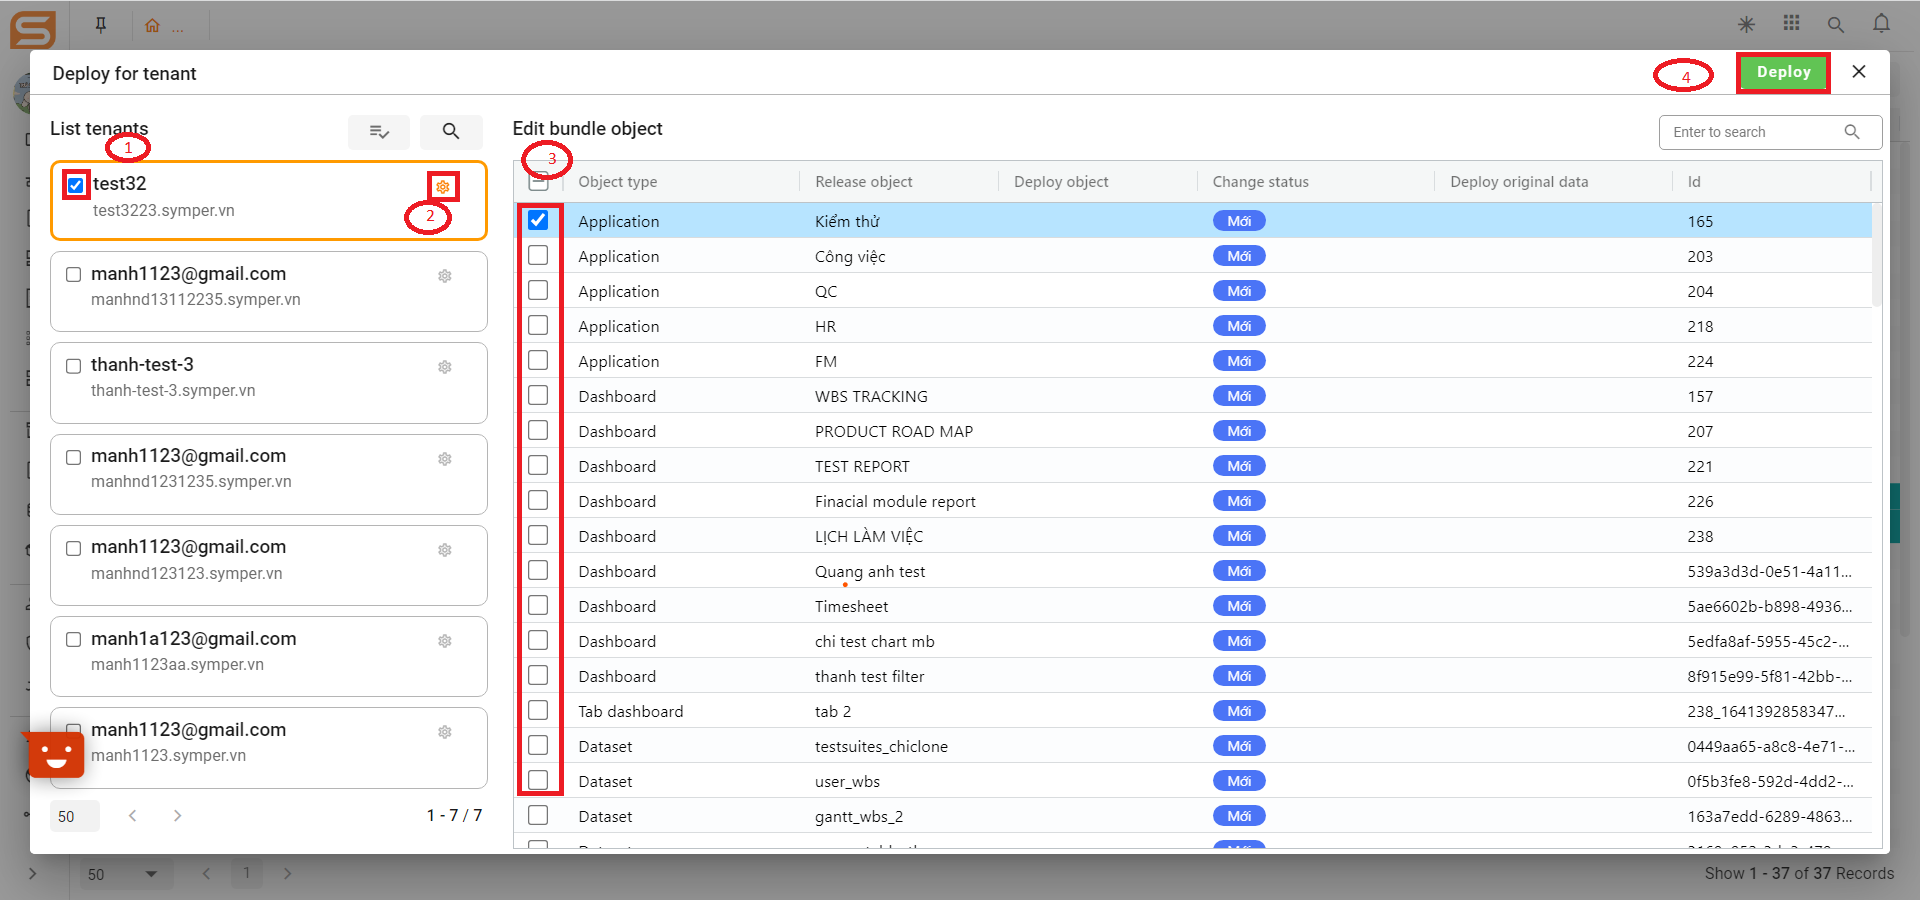 ...
Deploy for tenant
4
Deploy
List tenants
Edit bundle object
Enter to search
1
3
test32
test3223.symper.vn
2
manh1123@gmail.com
manhnd13112235.symper.vn
thanh-test-3
thanh-test-3.symper.vn
manh1123@gmail.com
manhnd1231235.symper.vn
manh1123@gmail.com
manhnd123123.symper.vn
manh1a123@gmail.com
manh1123aa.symper.vn
manh1123@gmail.com
manh1123.symper.vn
50
1 - 7 / 7
Object type Release object Deploy object Change status Deploy original data Id
Application Kiểm thử Mới 165
Application Công việc Mới 203
Application QC Mới 204
Application HR Mới 218
Application FM Mới 224
Dashboard WBS TRACKING Mới 157
Dashboard PRODUCT ROAD MAP Mới 207
Dashboard TEST REPORT Mới 221
Dashboard Finacial module report Mới 226
Dashboard LỊCH LÀM VIỆC Mới 238
Dashboard Quang anh test Mới 539a3d3d-0e51-4a11...
Dashboard Timesheet Mới 5ae6602b-b898-4936...
Dashboard chi test chart mb Mới 5edfa8af-5955-45c2-...
Dashboard thanh test filter Mới 8f915e99-5f81-42bb-...
Tab dashboard tab 2 Mới 238_1641392858347...
Dataset testsuites_chiclone Mới 0449aa65-a8c8-4e71-...
Dataset user_wbs Mới 0f5b3fe8-592d-4dd2-...
Dataset gantt_wbs_2 Mới 163a7edd-6289-4863...
50
1
Show 1 - 37 of 37 Records